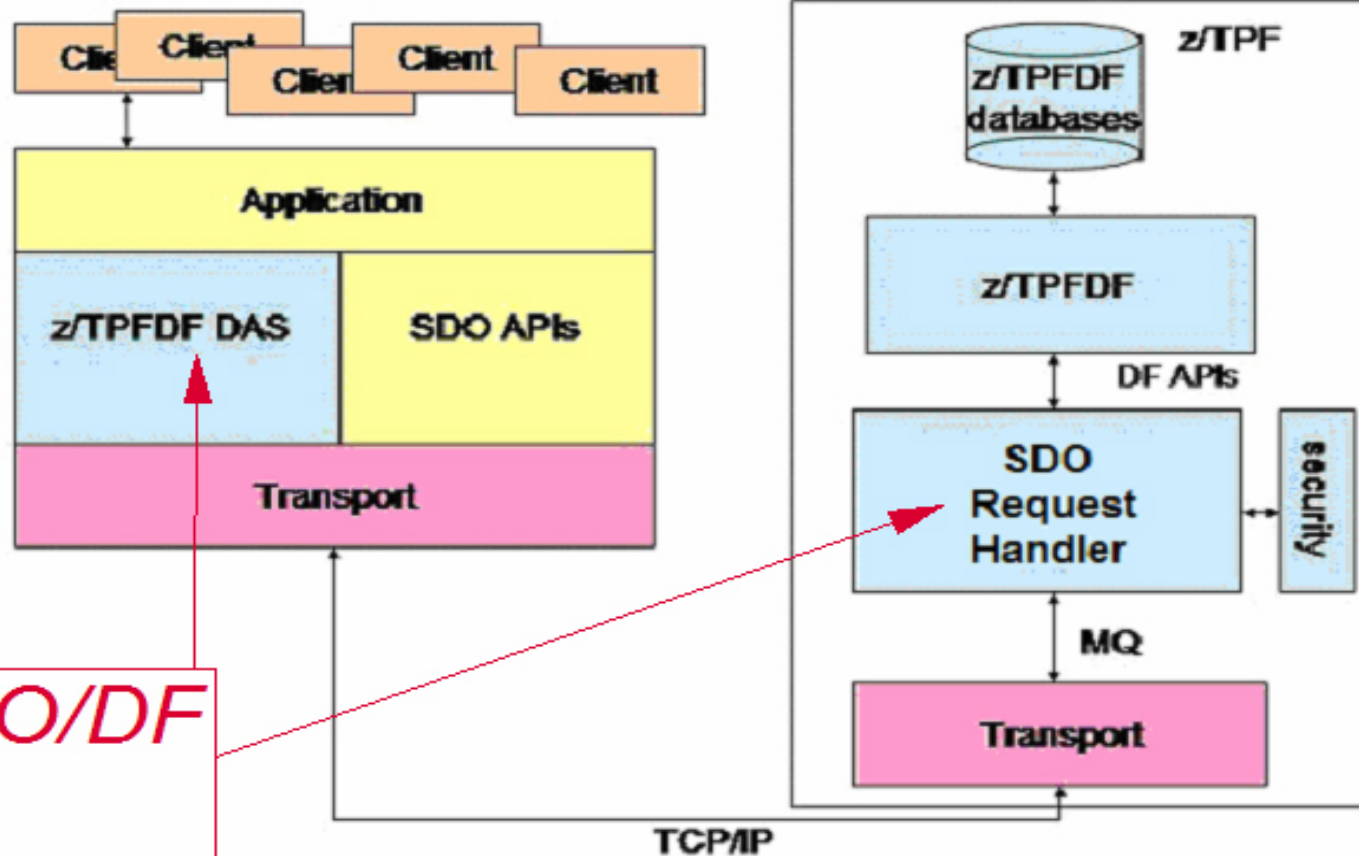 Client
Client
Client
Client
Client
Application
z/TPFDF DAS
SDO APIs
Transport
O/DF
TCP/IP
z/TPF
z/TPFDF
databases
z/TPFDF
DF APIs
SDO
Request
Handler
security
MQ
Transport